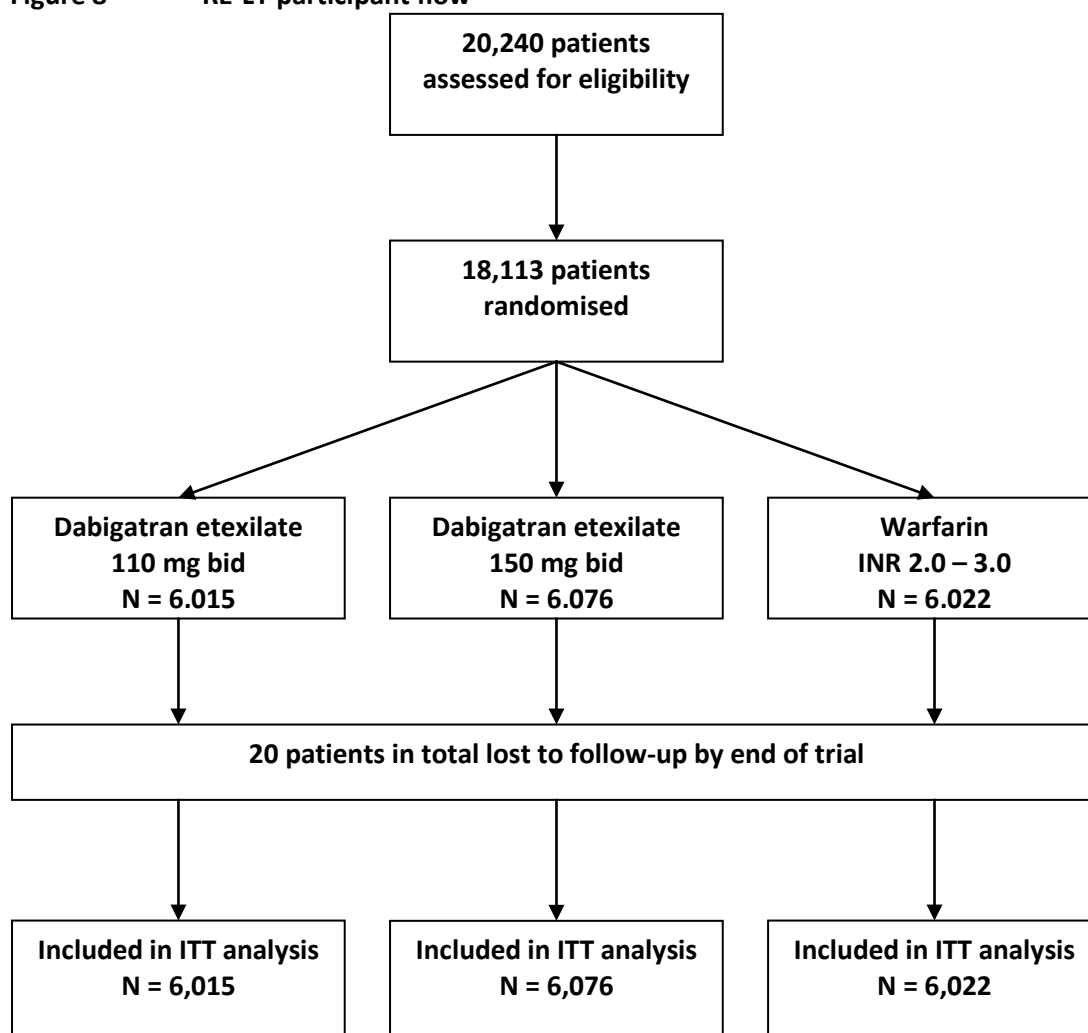 Figure 8 RE-LY participant flow
20,240 patients
assessed for eligibility
18,113 patients
randomised
Dabigatran etexilate
110 mg bid
N = 6.015
Dabigatran etexilate
150 mg bid
N = 6.076
Warfarin
INR 2.0 – 3.0
N = 6.022
20 patients in total lost to follow-up by end of trial
Included in ITT analysis
N = 6,015
Included in ITT analysis
N = 6,076
Included in ITT analysis
N = 6,022